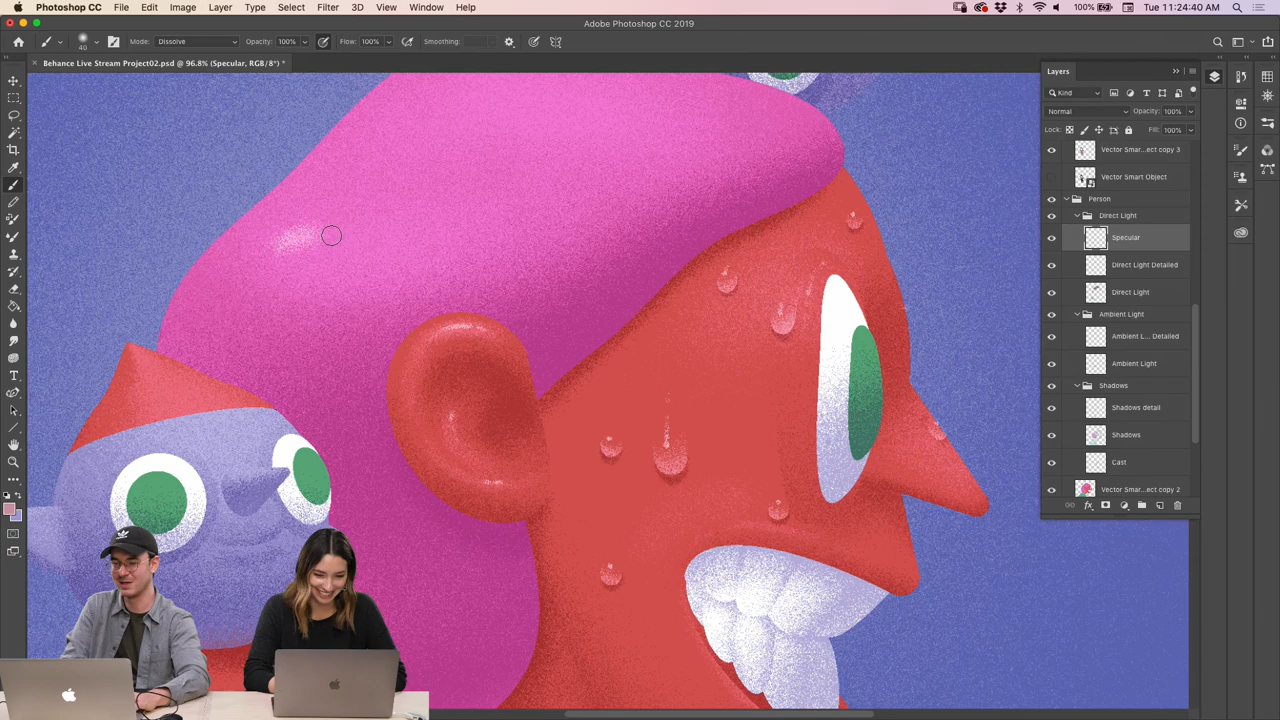 Photoshop CC File Edit Image Layer Type Select Filter 3D View Window Help 100% Tue 11:24:40 AM
Adobe Photoshop CC 2019
40 Mode: Dissolve Opacity: 100% Flow: 100% Smoothing:
× Behance Live Stream Project02.psd @ 96.8% (Specular, RGB/8*) *
Layers
Kind
Normal Opacity: 100%
Lock: Fill: 100%
Vector Smar...ect copy 3
Vector Smart Object
Person
Direct Light
Specular
Direct Light Detailed
Direct Light
Ambient Light
Ambient L... Detailed
Ambient Light
Shadows
Shadows detail
Shadows
Cast
Vector Smar...ect copy 2
fx